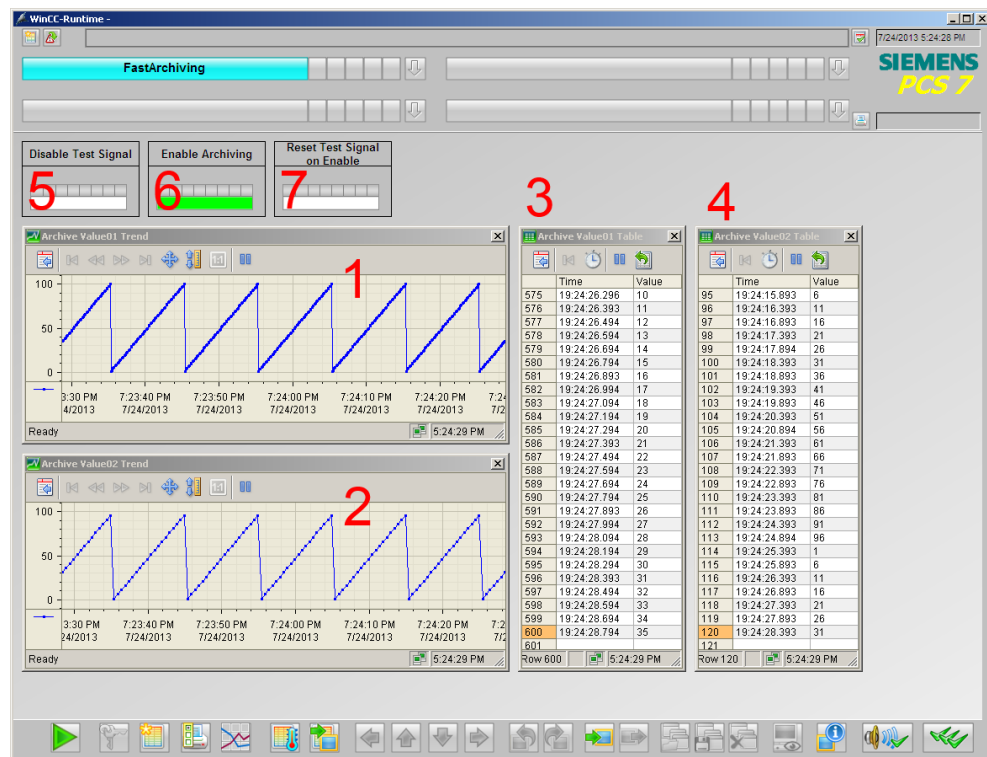 WinCC-Runtime -
7/24/2013 5:24:28 PM
FastArchiving
SIEMENS
PCS 7
Disable Test Signal
Enable Archiving
Reset Test Signal
on Enable
5
6
7
3
4
Archive Value01 Trend
1
100
50
0
3:30 PM 7:23:40 PM 7:23:50 PM 7:24:00 PM 7:24:10 PM 7:24:20 PM 7:24
4/2013 7/24/2013 7/24/2013 7/24/2013 7/24/2013 7/24/2013 7/2
Ready 5:24:29 PM
Archive Value02 Trend
2
100
50
0
3:30 PM 7:23:40 PM 7:23:50 PM 7:24:00 PM 7:24:10 PM 7:24:20 PM 7:2
24/2013 7/24/2013 7/24/2013 7/24/2013 7/24/2013 7/24/2013 7/2
Ready 5:24:29 PM
Archive Value01 Table
Time Value
575 19:24:26.296 10
576 19:24:26.393 11
577 19:24:26.494 12
578 19:24:26.594 13
579 19:24:26.694 14
580 19:24:26.794 15
581 19:24:26.893 16
582 19:24:26.994 17
583 19:24:27.094 18
584 19:24:27.194 19
585 19:24:27.294 20
586 19:24:27.393 21
587 19:24:27.494 22
588 19:24:27.594 23
589 19:24:27.694 24
590 19:24:27.794 25
591 19:24:27.893 26
592 19:24:27.994 27
593 19:24:28.094 28
594 19:24:28.194 29
595 19:24:28.294 30
596 19:24:28.393 31
597 19:24:28.494 32
598 19:24:28.594 33
599 19:24:28.694 34
600 19:24:28.794 35
601
Row 600 5:24:29 PM
Archive Value02 Table
Time Value
95 19:24:15.893 6
96 19:24:16.393 11
97 19:24:16.893 16
98 19:24:17.393 21
99 19:24:17.894 26
100 19:24:18.393 31
101 19:24:18.893 36
102 19:24:19.393 41
103 19:24:19.893 46
104 19:24:20.393 51
105 19:24:20.894 56
106 19:24:21.393 61
107 19:24:21.893 66
108 19:24:22.393 71
109 19:24:22.893 76
110 19:24:23.393 81
111 19:24:23.893 86
112 19:24:24.393 91
113 19:24:24.894 96
114 19:24:25.393 1
115 19:24:25.893 6
116 19:24:26.393 11
117 19:24:26.893 16
118 19:24:27.393 21
119 19:24:27.893 26
120 19:24:28.393 31
121
Row 120 5:24:29 PM